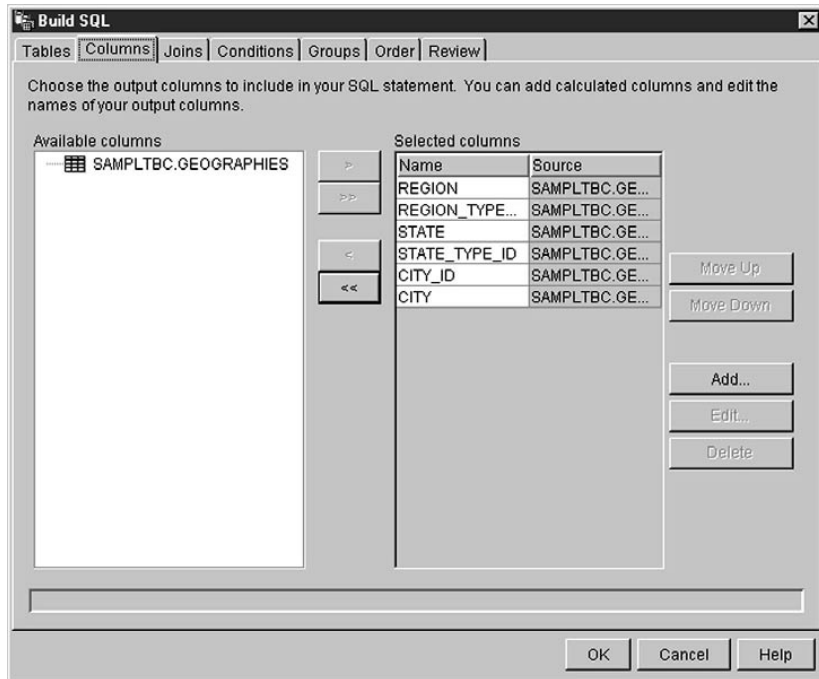 Build SQL
Tables Columns Joins Conditions Groups Order Review
Choose the output columns to include in your SQL statement. You can add calculated columns and edit the
names of your output columns.
Available columns
SAMPLTBC.GEOGRAPHIES
>
>>
<
<<
Selected columns
Name Source
REGION SAMPLTBC.GE...
REGION_TYPE... SAMPLTBC.GE...
STATE SAMPLTBC.GE...
STATE_TYPE_ID SAMPLTBC.GE...
CITY_ID SAMPLTBC.GE...
CITY SAMPLTBC.GE...
Move Up
Move Down
Add...
Edit...
Delete
OK Cancel Help